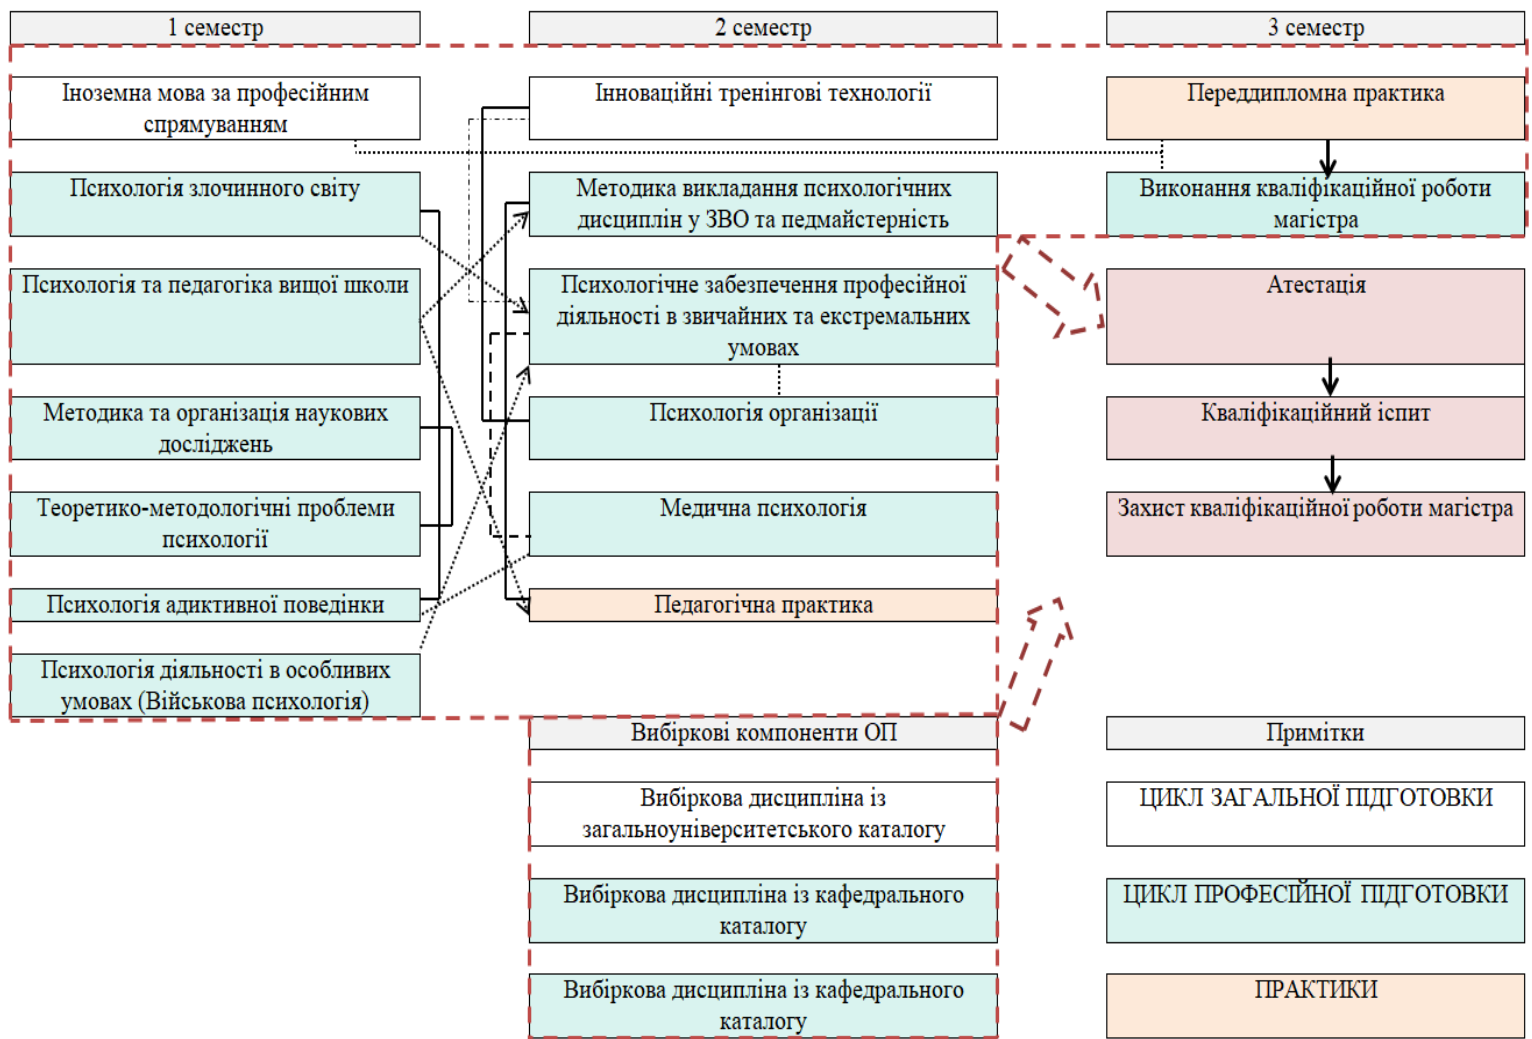 1 семестр
2 семестр
3 семестр
Іноземна мова за професійним
спрямуванням
Інноваційні тренінгові технології
Переддипломна практика
Психологія злочинного світу
Методика викладання психологічних
дисциплін у ЗВО та педмайстерність
Виконання кваліфікаційної роботи
магістра
Психологія та педагогіка вищої школи
Психологічне забезпечення професійної
діяльності в звичайних та екстремальних
умовах
Атестація
Методика та організація наукових
досліджень
Психологія організації
Кваліфікаційний іспит
Теоретико-методологічні проблеми
психології
Медична психологія
Захист кваліфікаційної роботи магістра
Психологія адиктивної поведінки
Педагогічна практика
Психологія діяльності в особливих
умовах (Військова психологія)
Вибіркові компоненти ОП
Примітки
Вибіркова дисципліна із
загальноуніверситетського каталогу
ЦИКЛ ЗАГАЛЬНОЇ ПІДГОТОВКИ
Вибіркова дисципліна із кафедрального
каталогу
ЦИКЛ ПРОФЕСІЙНОЇ ПІДГОТОВКИ
Вибіркова дисципліна із кафедрального
каталогу
ПРАКТИКИ